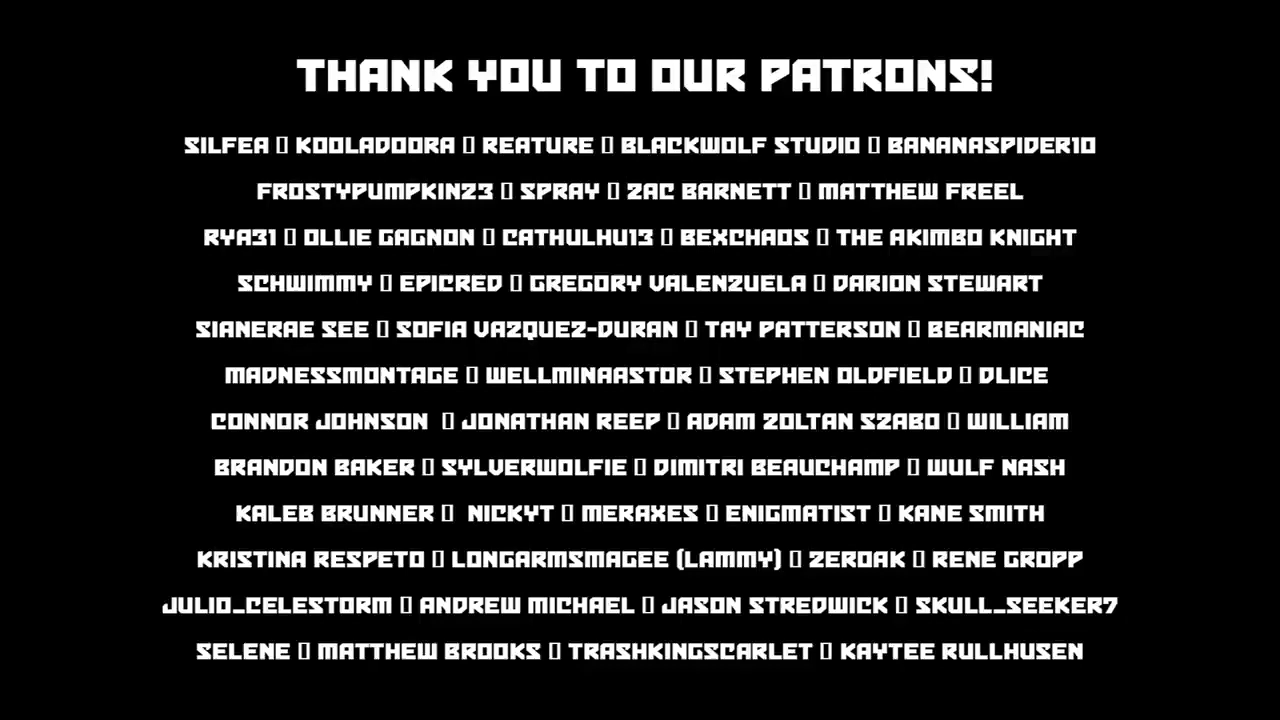 THANK YOU TO OUR PATRONS!
SILFEA ▯ KOOLADOORA ▯ REATURE ▯ BLACKWOLF STUDIO ▯ BANANASPIDER10
FROSTYPUMPKIN23 ▯ SPRAY ▯ ZAC BARNETT ▯ MATTHEW FREEL
RYA31 ▯ OLLIE GAGNON ▯ CATHULHU13 ▯ BEXCHAOS ▯ THE AKIMBO KNIGHT
SCHWIMMY ▯ EPICRED ▯ GREGORY VALENZUELA ▯ DARION STEWART
SIANERAE SEE ▯ SOFIA VAZQUEZ-DURAN ▯ TAY PATTERSON ▯ BEARMANIAC
MADNESSMONTAGE ▯ WELLMINAASTOR ▯ STEPHEN OLDFIELD ▯ DLICE
CONNOR JOHNSON ▯ JONATHAN REEP ▯ ADAM ZOLTAN SZABO ▯ WILLIAM
BRANDON BAKER ▯ SYLVERWOLFIE ▯ DIMITRI BEAUCHAMP ▯ WULF NASH
KALEB BRUNNER ▯ NICKYT ▯ MERAXES ▯ ENIGMATIST ▯ KANE SMITH
KRISTINA RESPETO ▯ LONGARMSMAGEE (LAMMY) ▯ ZEROAK ▯ RENE GROPP
JULIO_CELESTORM ▯ ANDREW MICHAEL ▯ JASON STREDWICK ▯ SKULL_SEEKER7
SELENE ▯ MATTHEW BROOKS ▯ TRASHKINGSCARLET ▯ KAYTEE RULLHUSEN